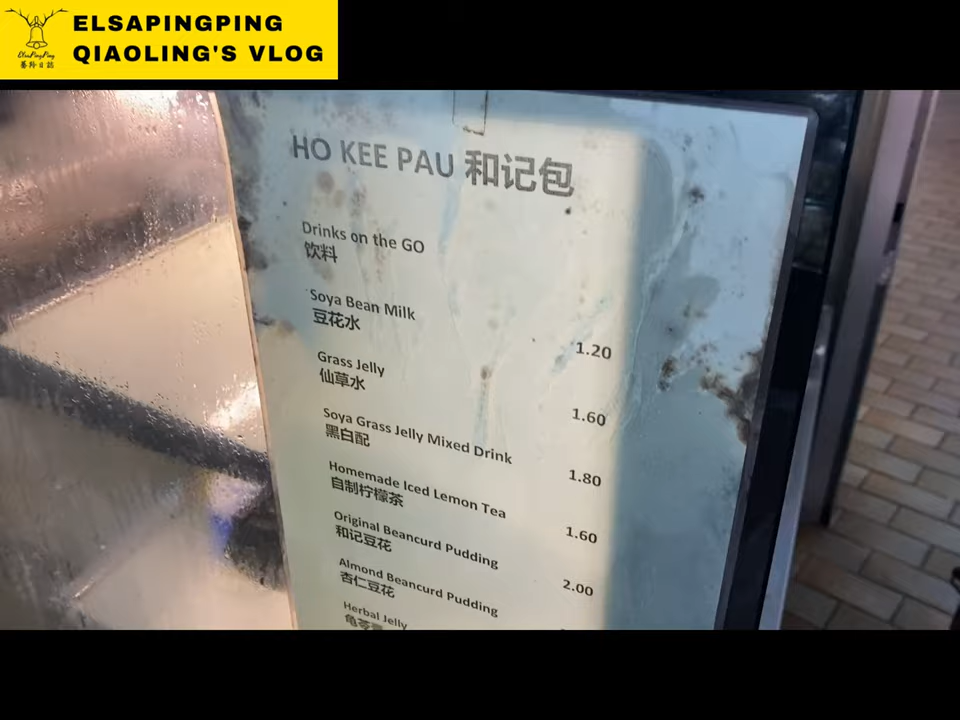 ELSAPINGPING
QIAOLING'S VLOG
HO KEE PAU 和记包
Drinks on the GO
饮料
Soya Bean Milk
豆花水
1.20
Grass Jelly
仙草水
1.60
Soya Grass Jelly Mixed Drink
黑白配
1.80
Homemade Iced Lemon Tea
自制柠檬茶
1.60
Original Beancurd Pudding
和记豆花
2.00
Almond Beancurd Pudding
杏仁豆花
Herbal Jelly